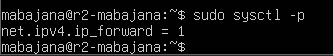 mabajana@r2-mabajana:~$ sudo sysctl -p
net.ipv4.ip_forward = 1
mabajana@r2-mabajana:~$